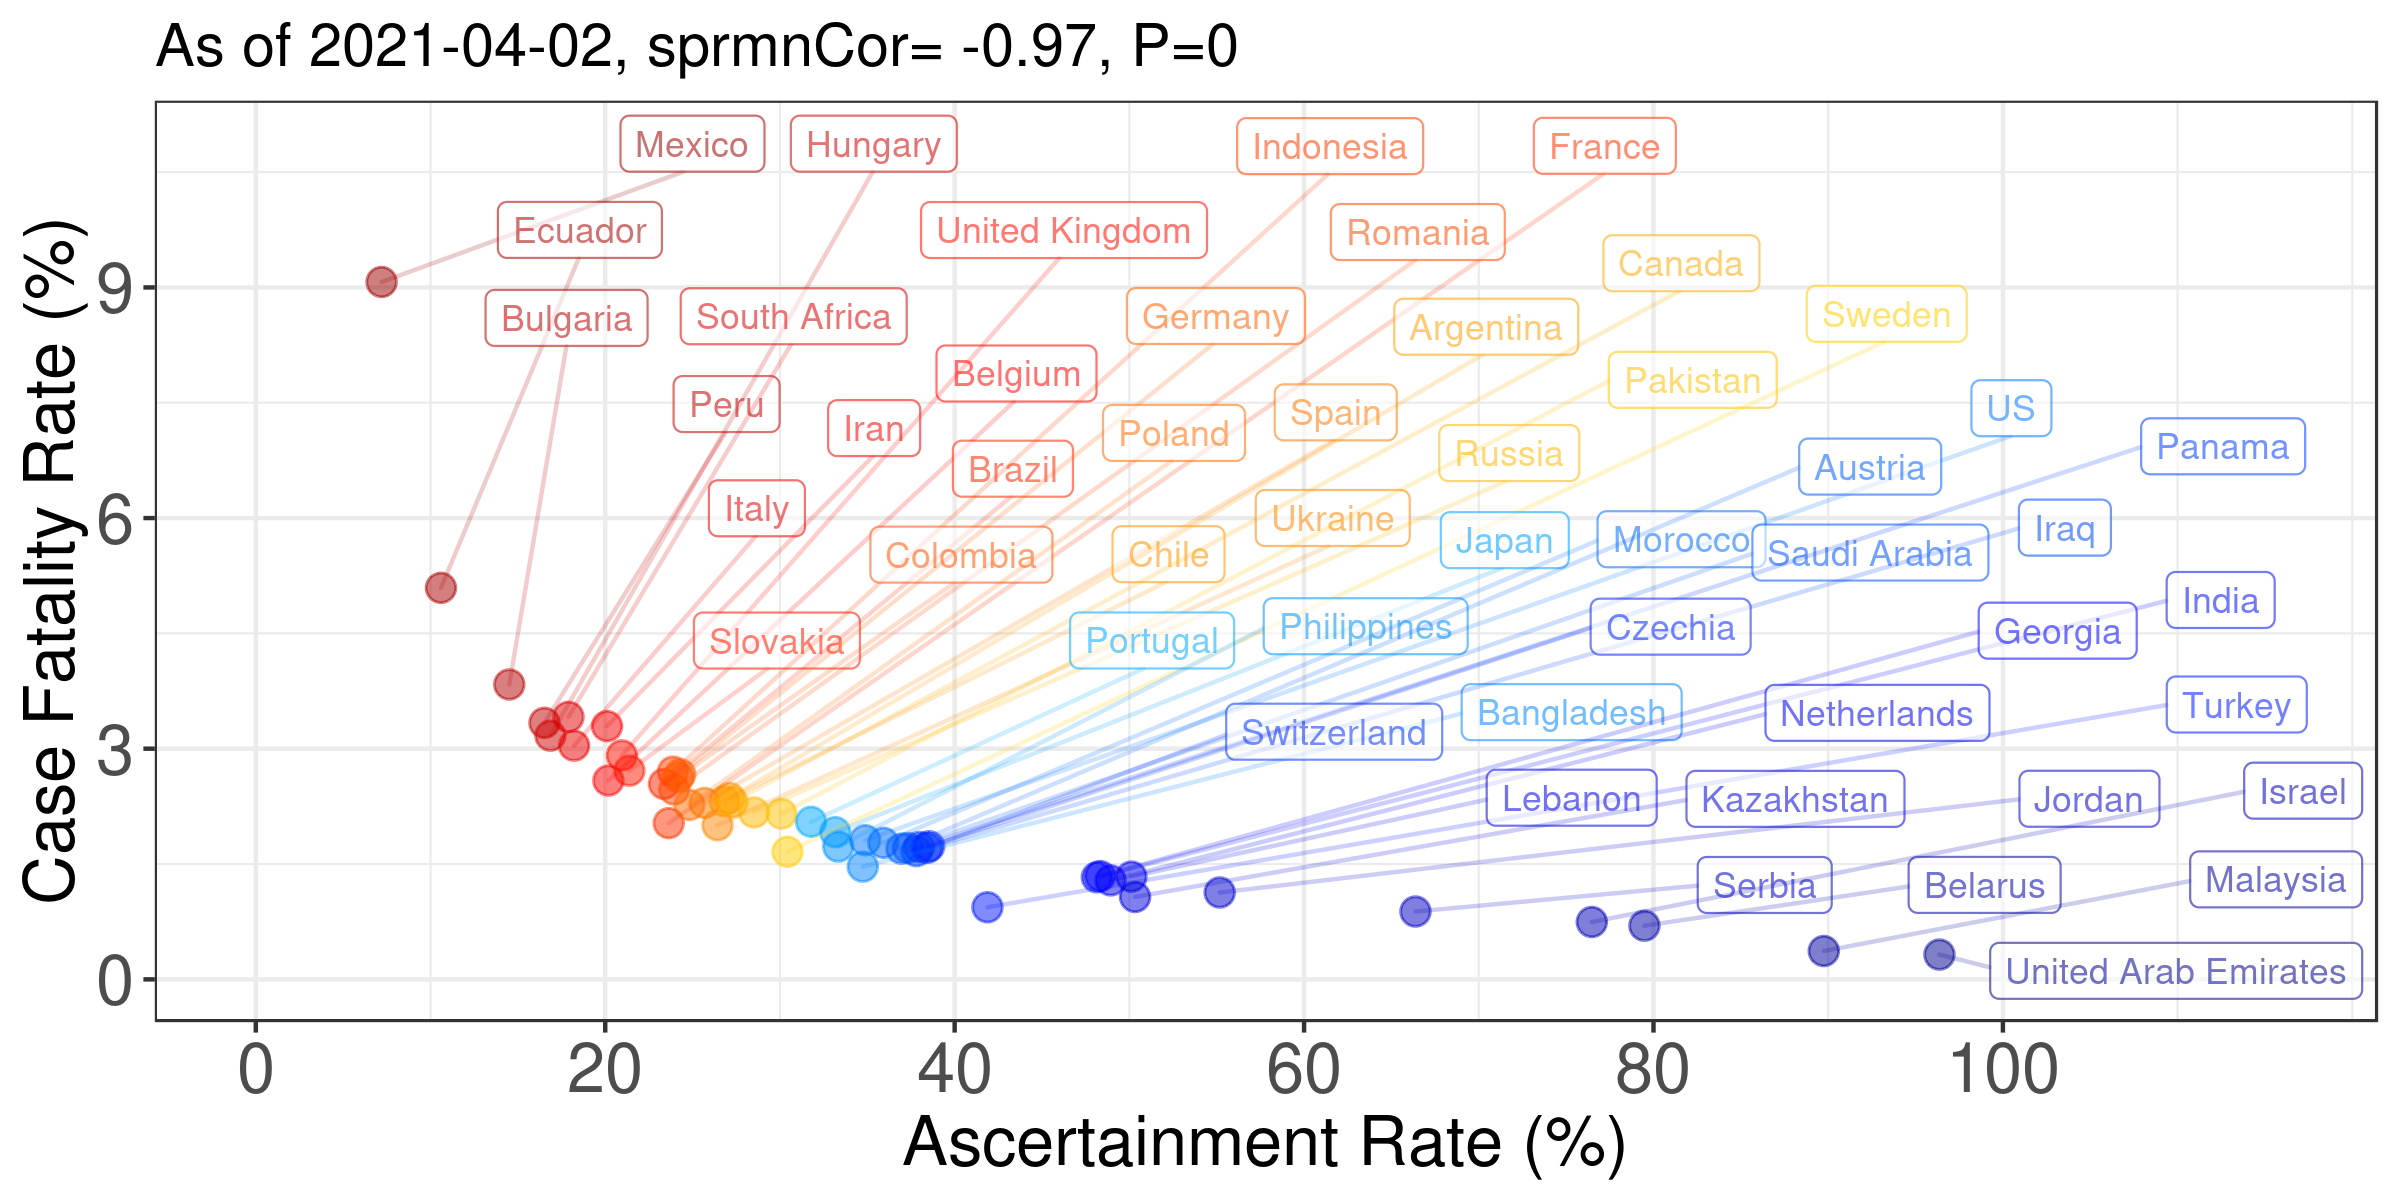 As of 2021-04-02, sprmnCor= -0.97, P=0
Mexico
Hungary
Indonesia
France
Ecuador
United Kingdom
Romania
Canada
Bulgaria
South Africa
Germany
Argentina
Sweden
Belgium
Pakistan
Peru
Iran
Poland
Spain
US
Panama
Brazil
Russia
Austria
Italy
Ukraine
Iraq
Colombia
Chile
Japan
Morocco
Saudi Arabia
India
Slovakia
Portugal
Philippines
Czechia
Georgia
Switzerland
Bangladesh
Netherlands
Turkey
Lebanon
Kazakhstan
Jordan
Israel
Serbia
Belarus
Malaysia
United Arab Emirates
Case Fatality Rate (%)
9
6
3
0
0
20
40
60
80
100
Ascertainment Rate (%)